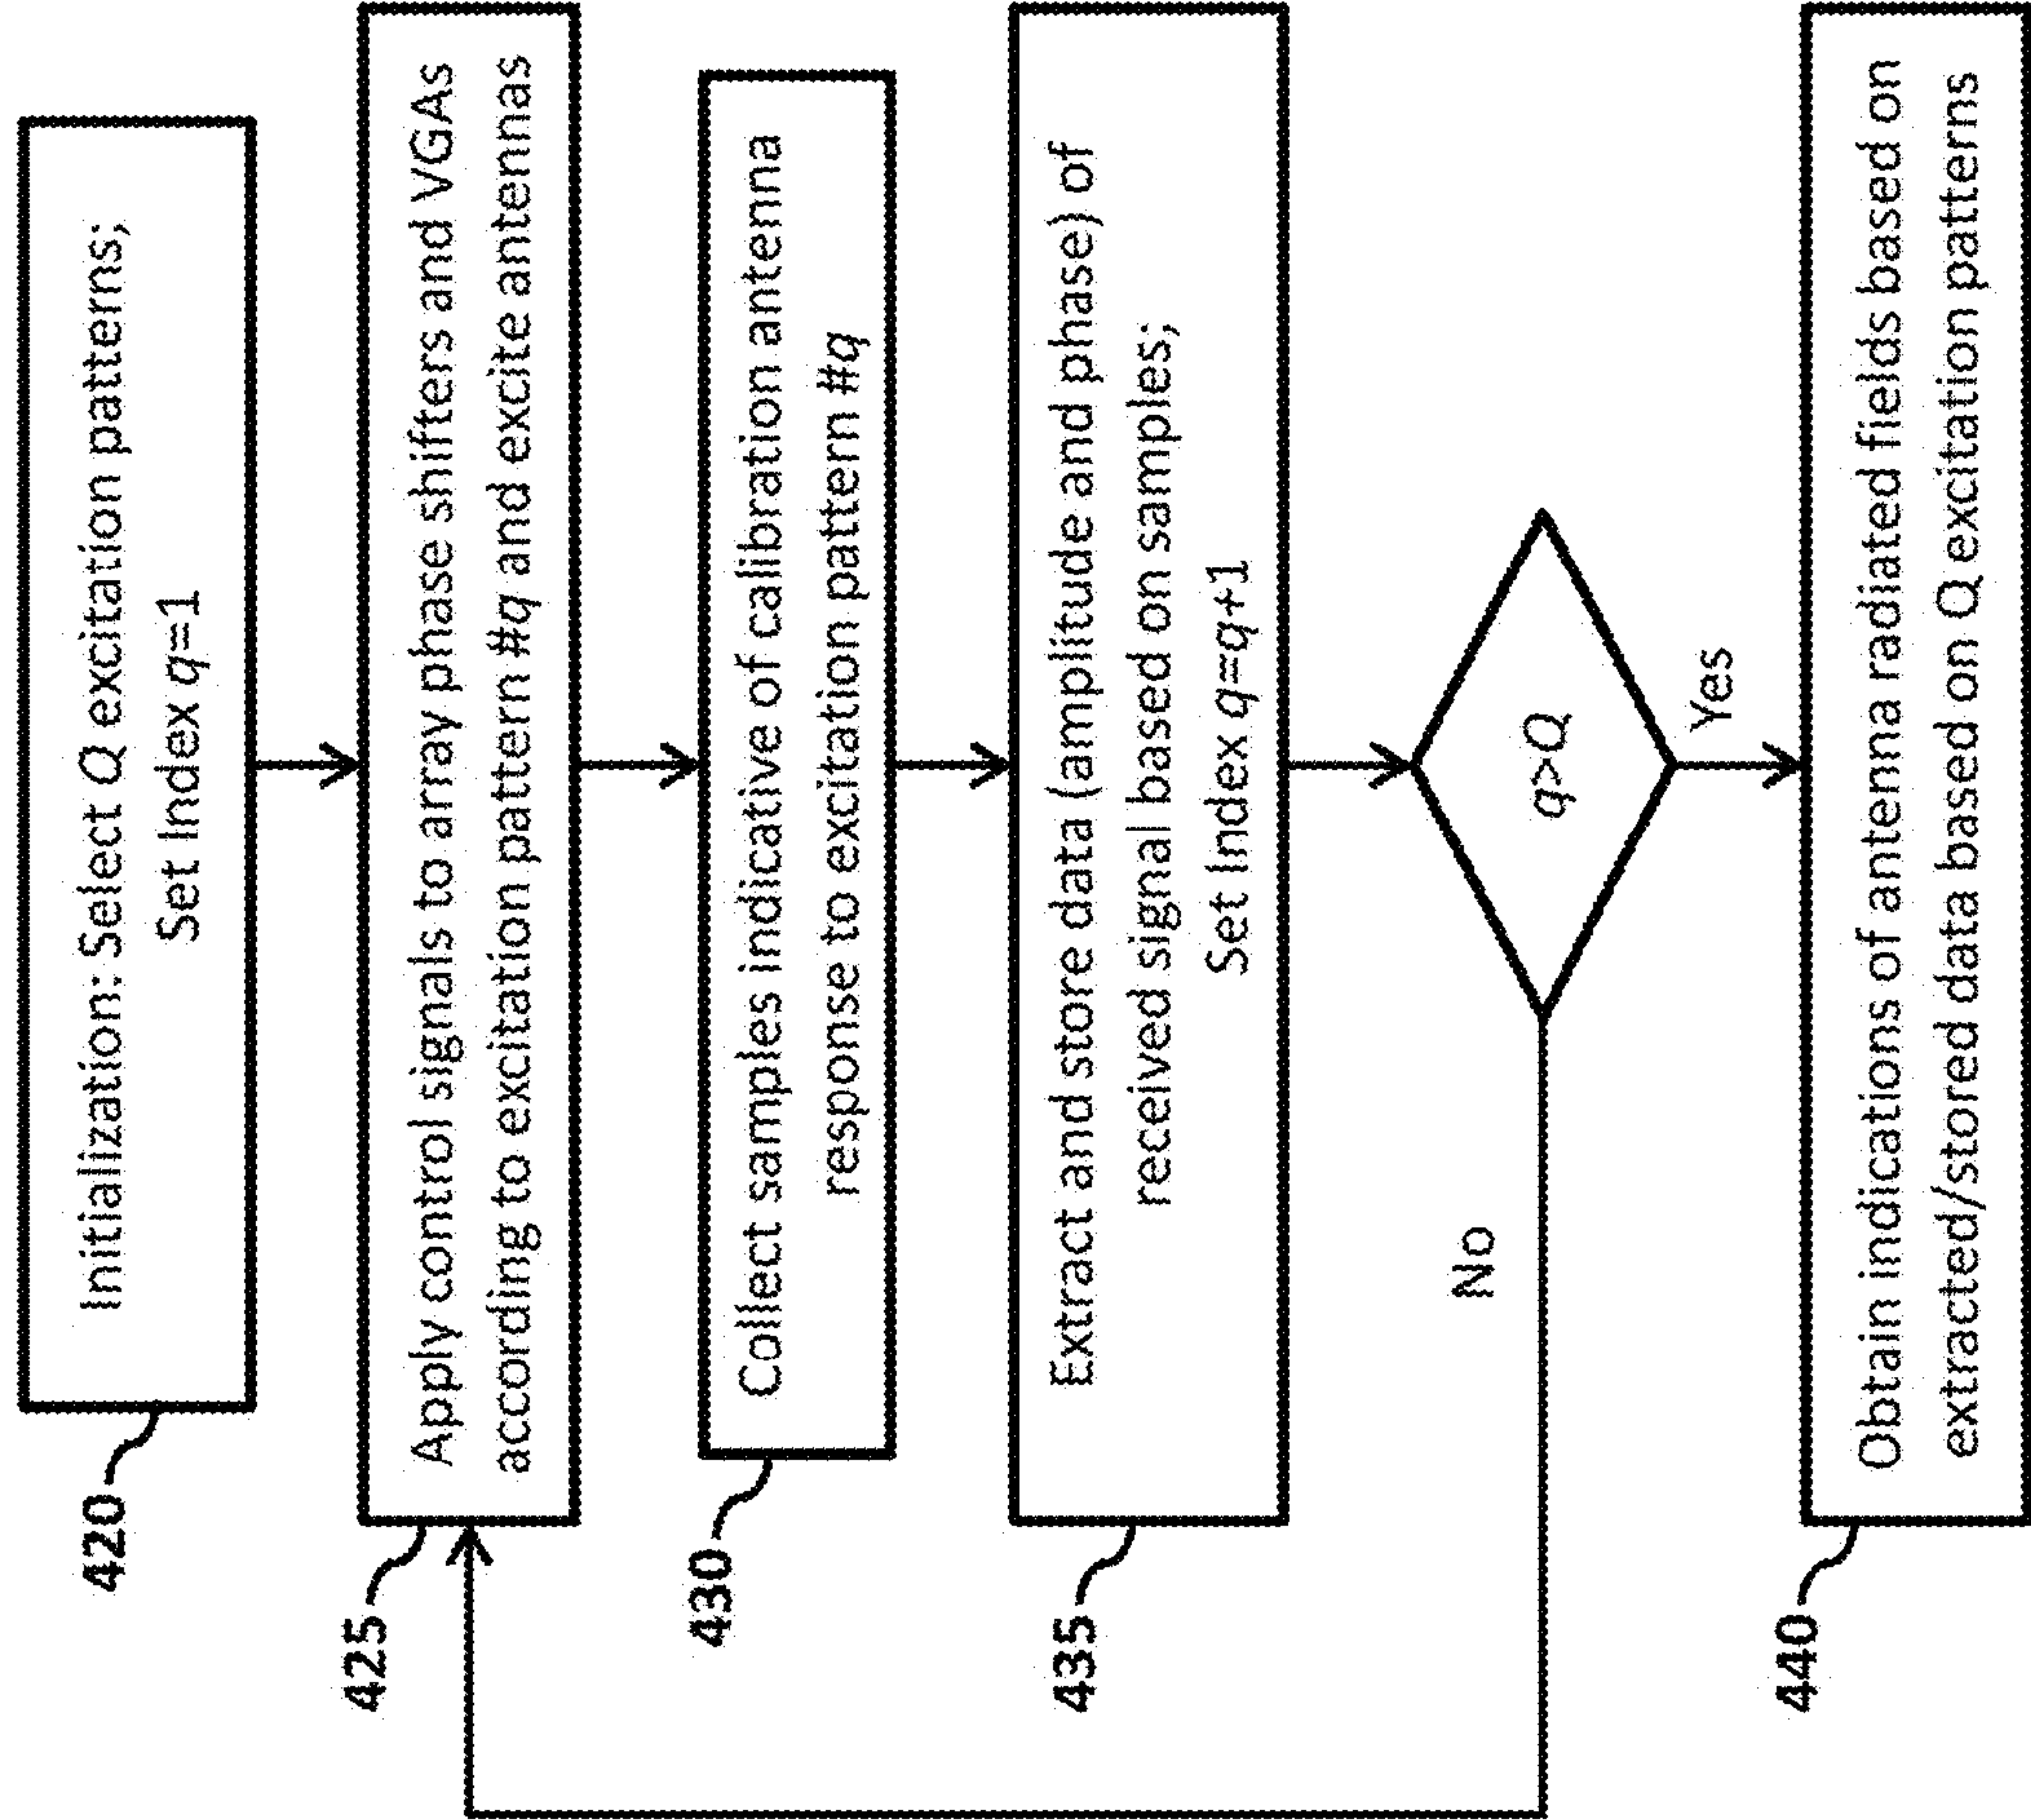 420
Initialization: Select Q excitation patterns;
Set Index q=1
425
Apply control signals to array phase shifters and VGAs
according to excitation pattern #q and excite antennas
430
Collect samples indicative of calibration antenna
response to excitation pattern #q
435
Extract and store data (amplitude and phase) of
received signal based on samples;
Set Index q=q+1
No
q>Q
Yes
440
Obtain indications of antenna radiated fields based on
extracted/stored data based on Q excitation patterns